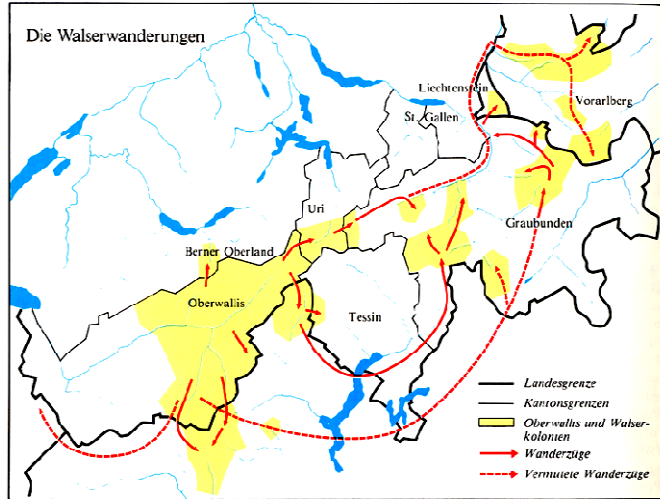 Die Walserwanderungen
Liechtenstein
St. Gallen
Vorarlberg
Uri
Graubunden
Berner Oberland
Oberwallis
Tessin
Landesgrenze
Kantonsgrenzen
Oberwallis und Walser-
kolonien
Wanderzüge
Vermutete Wanderzüge